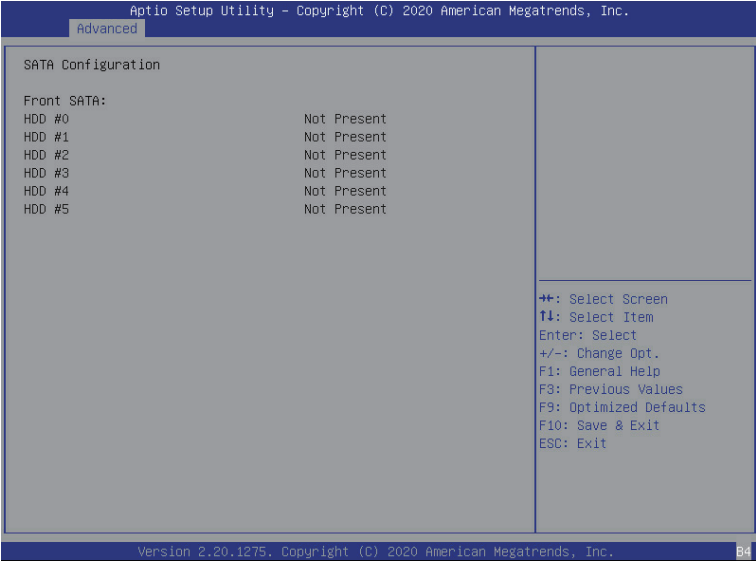 Aptio Setup Utility – Copyright (C) 2020 American Megatrends, Inc.
Advanced
SATA Configuration
Front SATA:
HDD #0 Not Present
HDD #1 Not Present
HDD #2 Not Present
HDD #3 Not Present
HDD #4 Not Present
HDD #5 Not Present
→←: Select Screen
↑↓: Select Item
Enter: Select
+/-: Change Opt.
F1: General Help
F3: Previous Values
F9: Optimized Defaults
F10: Save & Exit
ESC: Exit
Version 2.20.1275. Copyright (C) 2020 American Megatrends, Inc.
B4